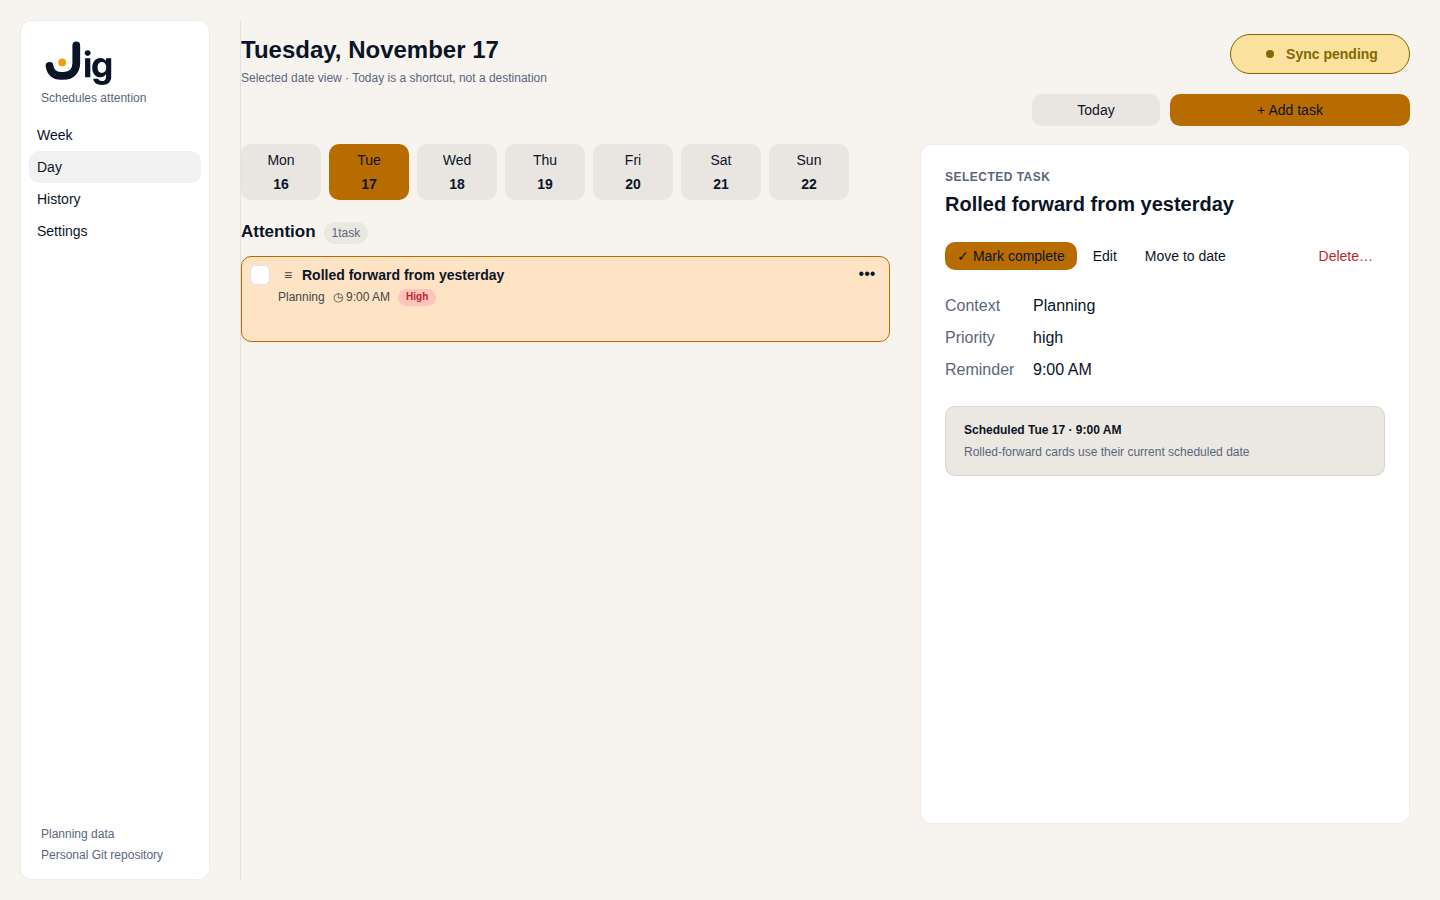 Jig
Schedules attention
Week
Day
History
Settings
Planning data
Personal Git repository
Tuesday, November 17
Selected date view · Today is a shortcut, not a destination
Sync pending
Today
+ Add task
Mon
16
Tue
17
Wed
18
Thu
19
Fri
20
Sat
21
Sun
22
Attention
1task
≡ Rolled forward from yesterday
•••
Planning ◷ 9:00 AM High
SELECTED TASK
Rolled forward from yesterday
✓ Mark complete
Edit
Move to date
Delete…
Context Planning
Priority high
Reminder 9:00 AM
Scheduled Tue 17 · 9:00 AM
Rolled-forward cards use their current scheduled date